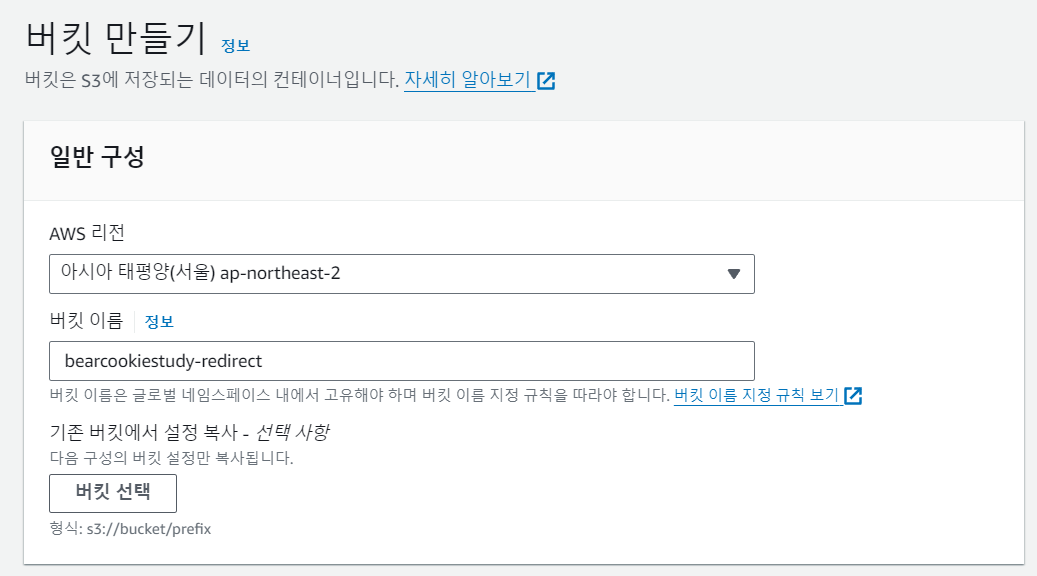 버킷 만들기 정보
버킷은 S3에 저장되는 데이터의 컨테이너입니다. 자세히 알아보기
일반 구성
AWS 리전
아시아 태평양(서울) ap-northeast-2
버킷 이름 정보
bearcookiestudy-redirect
버킷 이름은 글로벌 네임스페이스 내에서 고유해야 하며 버킷 이름 지정 규칙을 따라야 합니다. 버킷 이름 지정 규칙 보기
기존 버킷에서 설정 복사 - 선택 사항
다음 구성의 버킷 설정만 복사됩니다.
버킷 선택
형식: s3://bucket/prefix